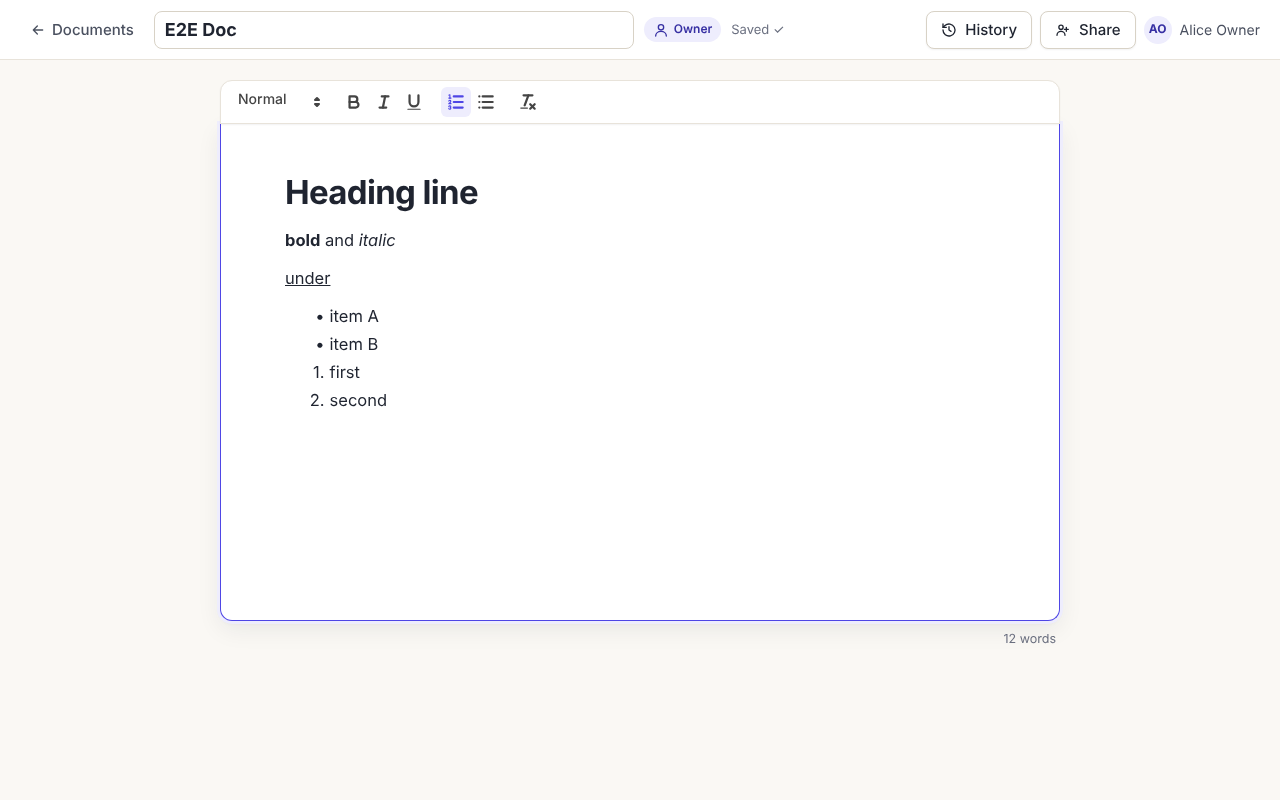 Documents
E2E Doc
Owner
Saved ✓
History
Share
AO
Alice Owner
Normal
Heading line
bold and italic
under
• item A
• item B
1. first
2. second
12 words